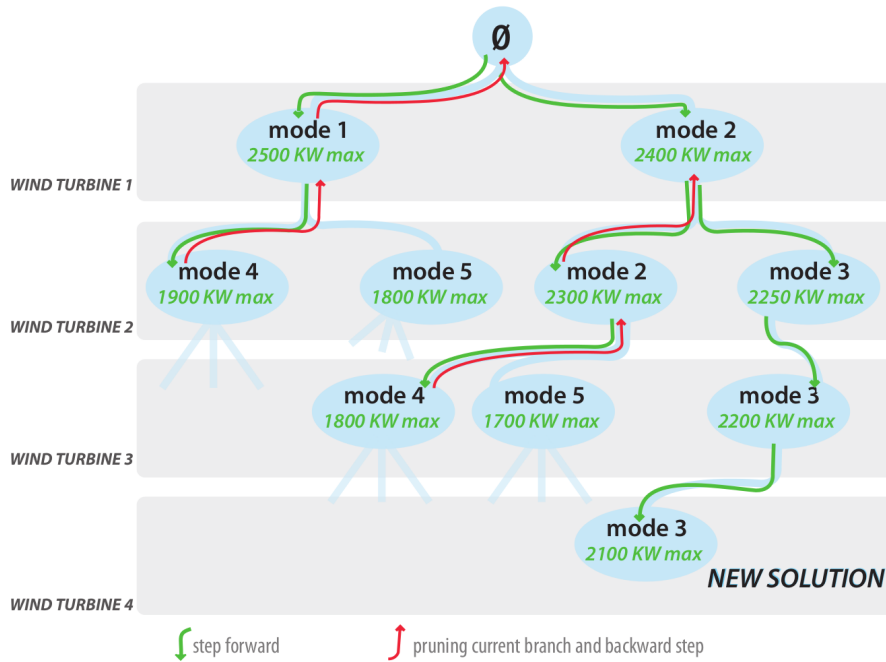 Ø
mode 1
2500 KW max
mode 2
2400 KW max
WIND TURBINE 1
mode 4
1900 KW max
mode 5
1800 KW max
mode 2
2300 KW max
mode 3
2250 KW max
WIND TURBINE 2
mode 4
1800 KW max
mode 5
1700 KW max
mode 3
2200 KW max
WIND TURBINE 3
mode 3
2100 KW max
NEW SOLUTION
WIND TURBINE 4
step forward
pruning current branch and backward step